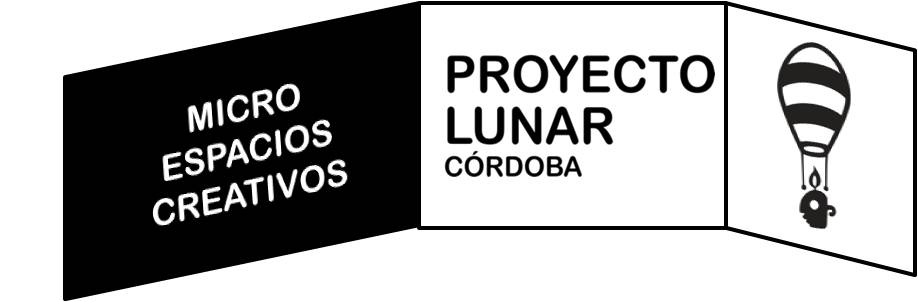 MICRO
ESPACIOS
CREATIVOS
PROYECTO
LUNAR
CÓRDOBA